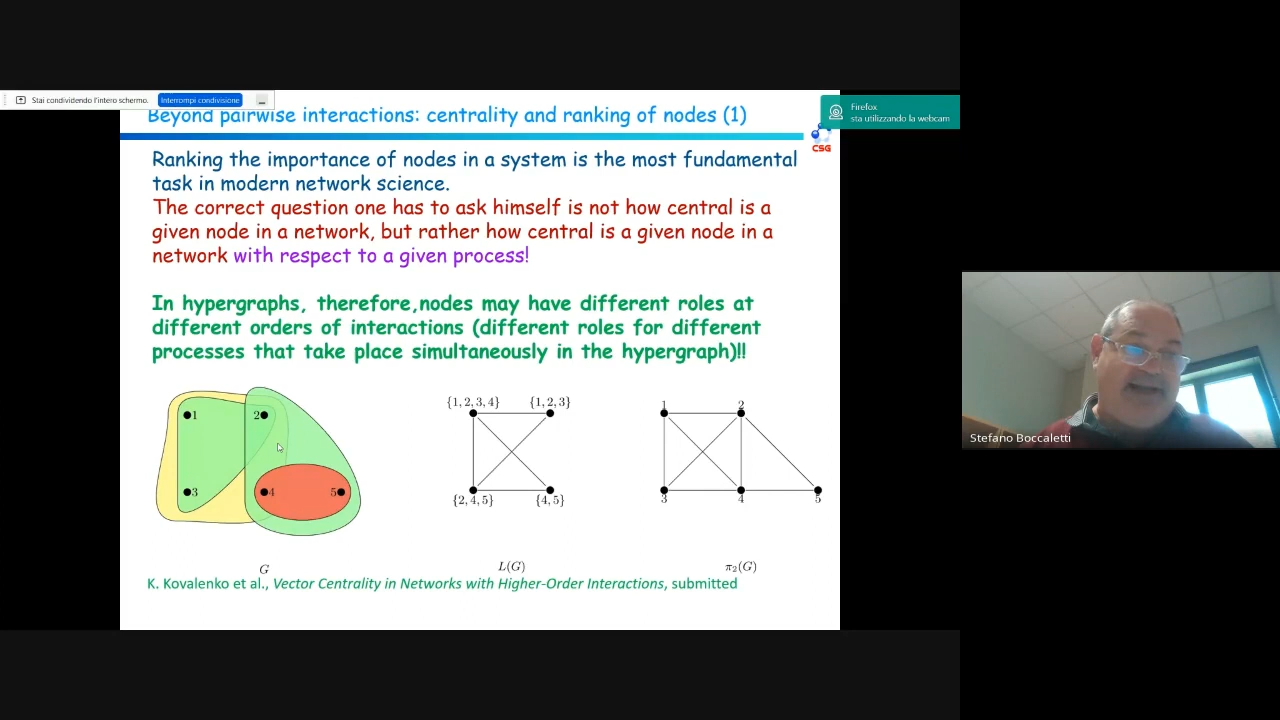 Stai condividendo l'intero schermo. Interrompi condivisione
Firefox
sta utilizzando la webcam
Beyond pairwise interactions: centrality and ranking of nodes (1)
CSG
Ranking the importance of nodes in a system is the most fundamental
task in modern network science.
The correct question one has to ask himself is not how central is a
given node in a network, but rather how central is a given node in a
network with respect to a given process!
In hypergraphs, therefore,nodes may have different roles at
different orders of interactions (different roles for different
processes that take place simultaneously in the hypergraph)!!
1 2
3 4 5
G
{1, 2, 3, 4} {1, 2, 3}
{2, 4, 5} {4, 5}
L(G)
1 2
3 4 5
π₂(G)
K. Kovalenko et al., Vector Centrality in Networks with Higher-Order Interactions, submitted
Stefano Boccaletti